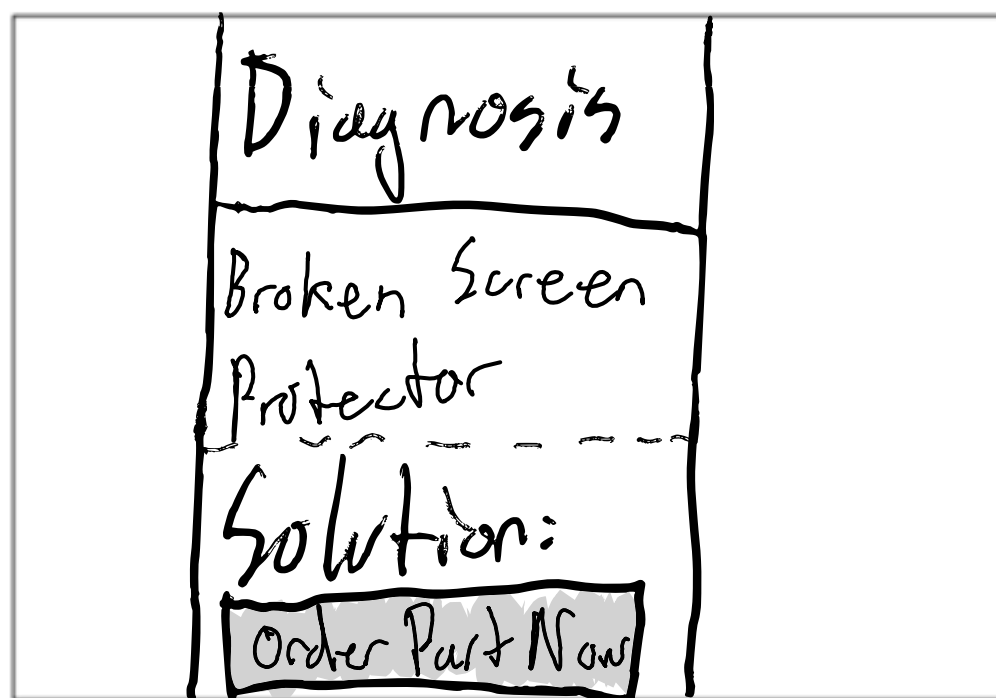 Diagnosis
Broken Screen
Protector
Solution:
Order Part Now